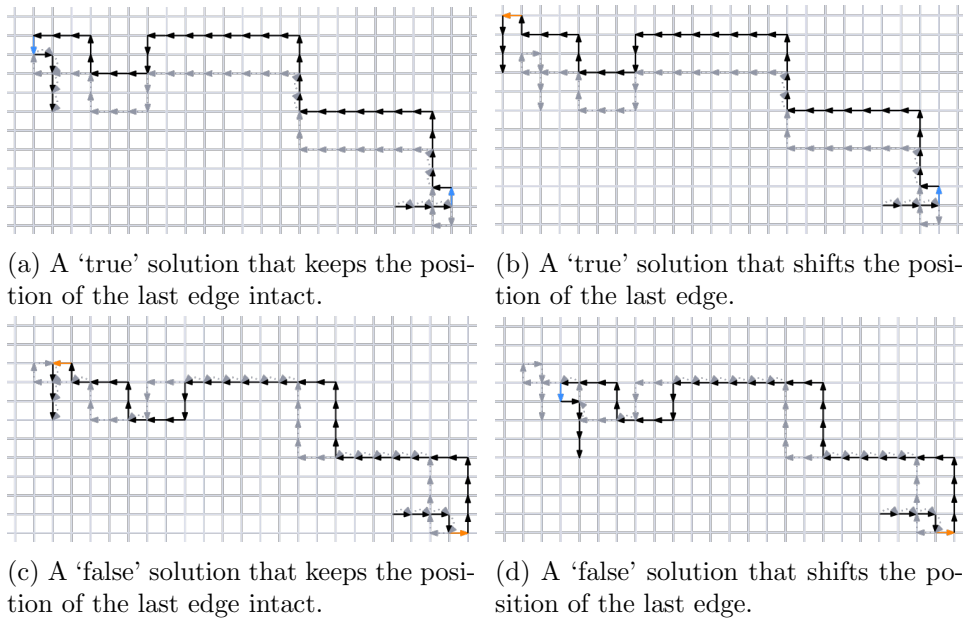 (a) A ‘true’ solution that keeps the posi-
tion of the last edge intact.
(b) A ‘true’ solution that shifts the posi-
tion of the last edge.
(c) A ‘false’ solution that keeps the posi-
tion of the last edge intact.
(d) A ‘false’ solution that shifts the po-
sition of the last edge.